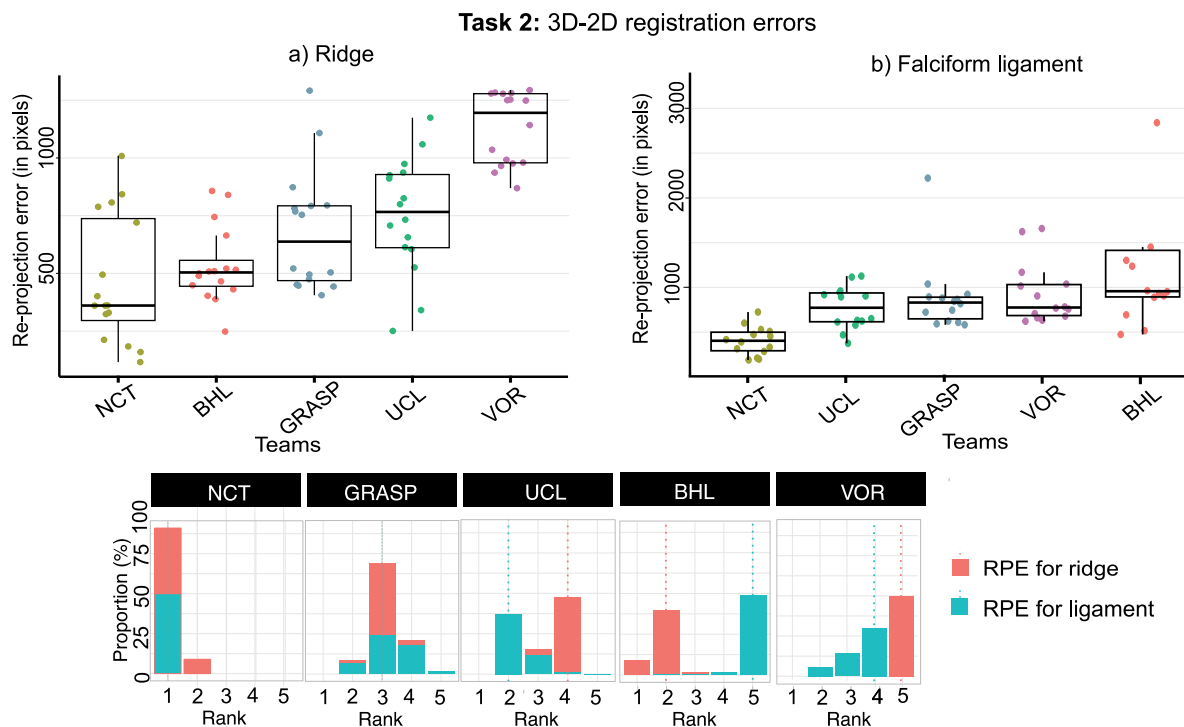 Task 2: 3D-2D registration errors
a) Ridge
Re-projection error (in pixels)
1000
500
NCT
BHL
GRASP
UCL
VOR
Teams
b) Falciform ligament
Re-projection error (in pixels)
3000
2000
1000
NCT
UCL
GRASP
VOR
BHL
Teams
NCT
GRASP
UCL
BHL
VOR
Proportion (%)
100
75
50
25
0
1 2 3 4 5
Rank
1 2 3 4 5
Rank
1 2 3 4 5
Rank
1 2 3 4 5
Rank
1 2 3 4 5
Rank
RPE for ridge
RPE for ligament